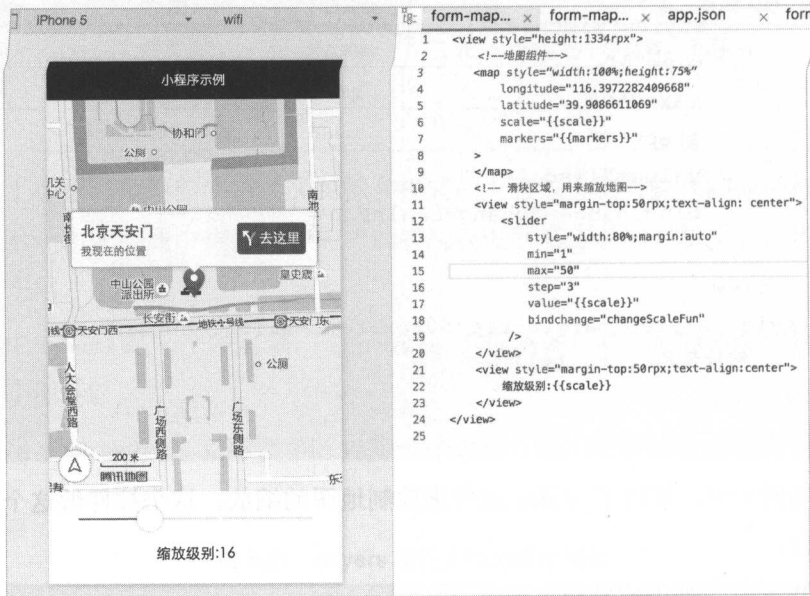 iPhone 5
wifi
form-map... ×
form-map... ×
app.json ×
form
小程序示例
协和门
公厕
机关
中心
南长街
南池
北京天安门
我现在的位置
去这里
中山公园
派出所
皇史宬
长安街
地铁1号线
天安门西
天安门东
公厕
人大会堂西路
广场西侧路
广场东侧路
200 米
腾讯地图
缩放级别:16
1 <view style="height:1334rpx">
2 <!--地图组件-->
3 <map style="width:100%;height:75%"
4 longitude="116.3972282409668"
5 latitude="39.9086611069"
6 scale="{{scale}}"
7 markers="{{markers}}"
8 >
9 </map>
10 <!-- 滑块区域，用来缩放地图-->
11 <view style="margin-top:50rpx;text-align: center">
12 <slider
13 style="width:80%;margin:auto"
14 min="1"
15 max="50"
16 step="3"
17 value="{{scale}}"
18 bindchange="changeScaleFun"
19 />
20 </view>
21 <view style="margin-top:50rpx;text-align:center">
22 缩放级别:{{scale}}
23 </view>
24 </view>
25